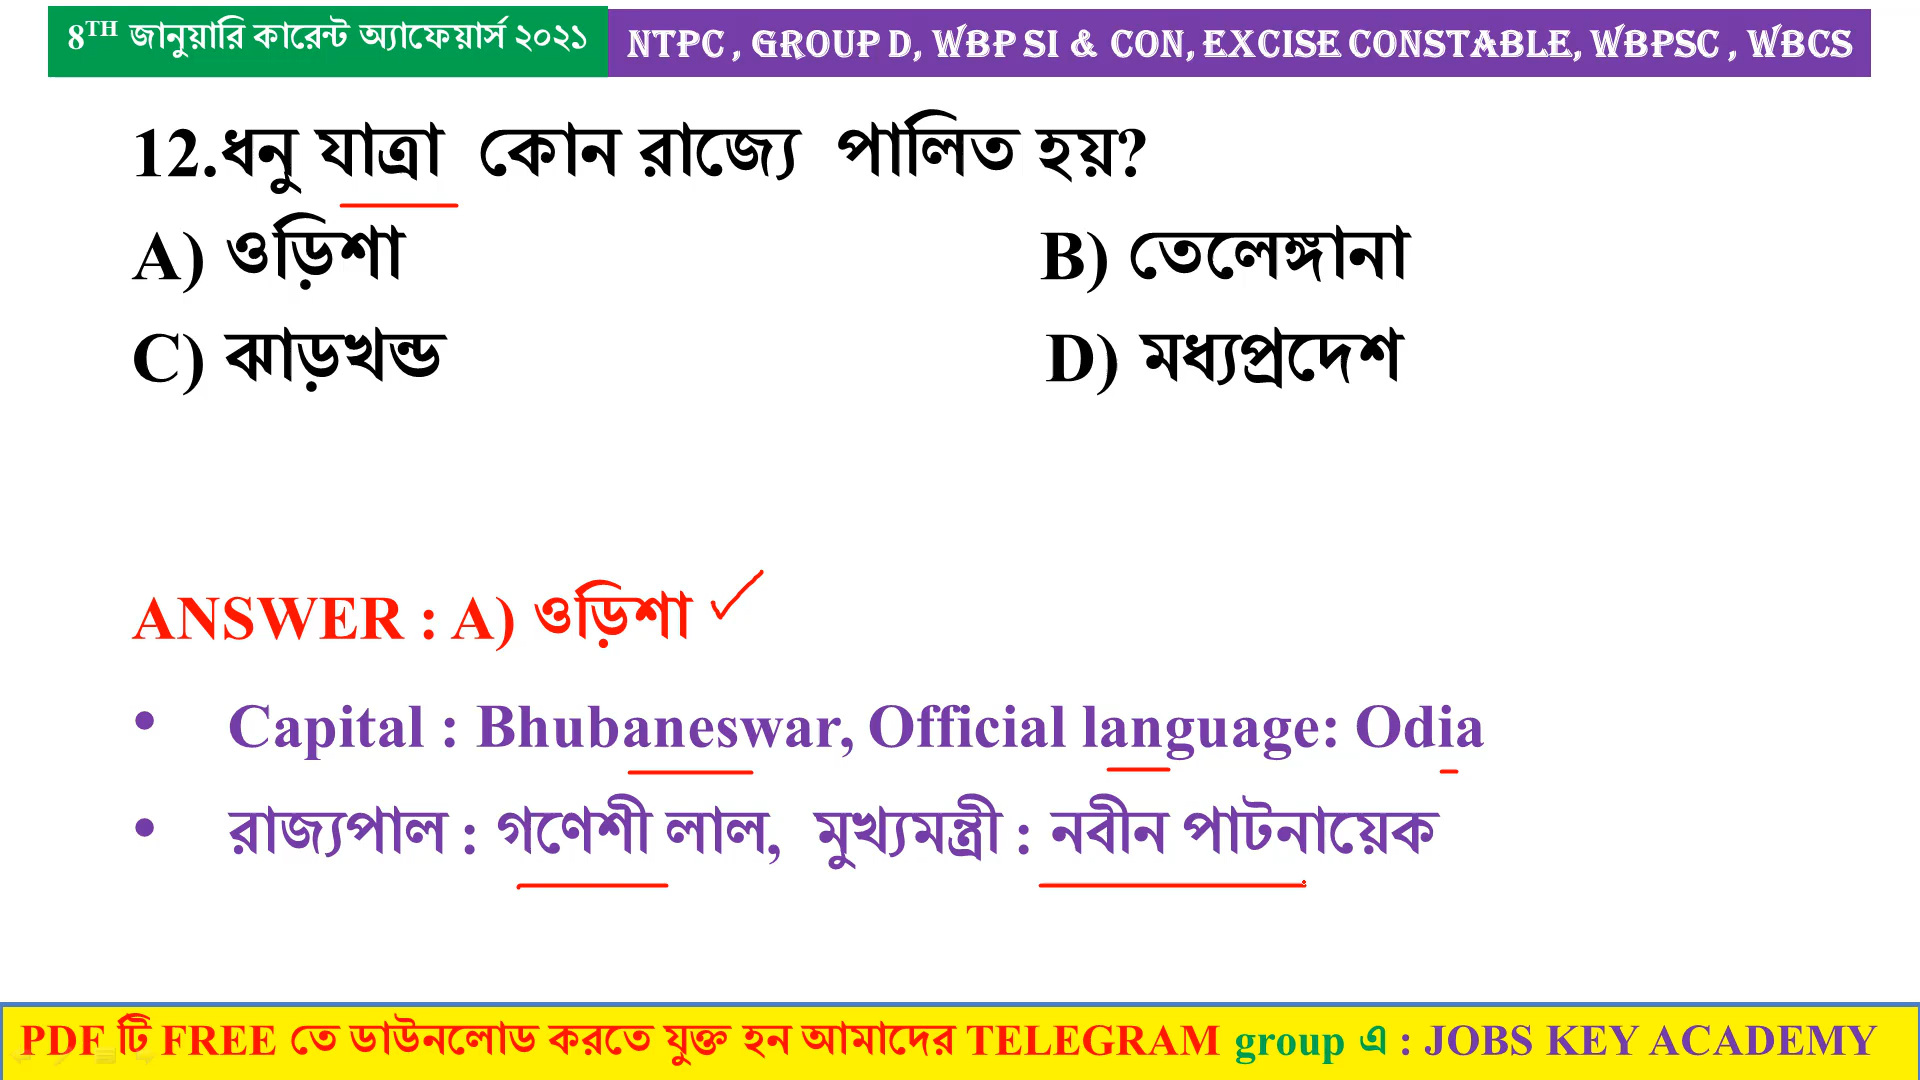 8TH জানুয়ারি কারেন্ট অ্যাফেয়ার্স ২০২১
NTPC , GROUP D, WBP SI & CON, EXCISE CONSTABLE, WBPSC , WBCS
12.ধনু যাত্রা কোন রাজ্যে পালিত হয়?
A) ওড়িশা B) তেলেঙ্গানা
C) ঝাড়খন্ড D) মধ্যপ্রদেশ
ANSWER : A) ওড়িশা
• Capital : Bhubaneswar, Official language: Odia
• রাজ্যপাল : গণেশী লাল, মুখ্যমন্ত্রী : নবীন পাটনায়েক
PDF টি FREE তে ডাউনলোড করতে যুক্ত হন আমাদের TELEGRAM group এ : JOBS KEY ACADEMY